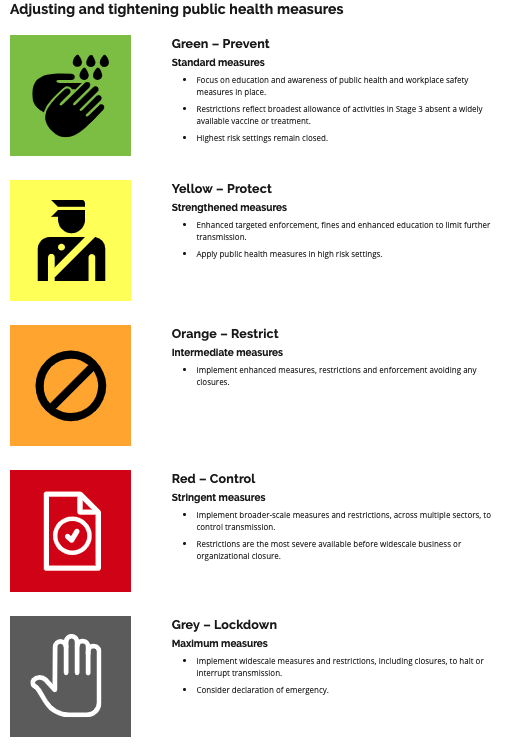 Adjusting and tightening public health measures
Green – Prevent
Standard measures
• Focus on education and awareness of public health and workplace safety
measures in place.
• Restrictions reflect broadest allowance of activities in Stage 3 absent a widely
available vaccine or treatment.
• Highest risk settings remain closed.
Yellow – Protect
Strengthened measures
• Enhanced targeted enforcement, fines and enhanced education to limit further
transmission.
• Apply public health measures in high risk settings.
Orange – Restrict
Intermediate measures
• Implement enhanced measures, restrictions and enforcement avoiding any
closures.
Red – Control
Stringent measures
• Implement broader-scale measures and restrictions, across multiple sectors, to
control transmission.
• Restrictions are the most severe available before widescale business or
organizational closure.
Grey – Lockdown
Maximum measures
• Implement widescale measures and restrictions, including closures, to halt or
interrupt transmission.
• Consider declaration of emergency.